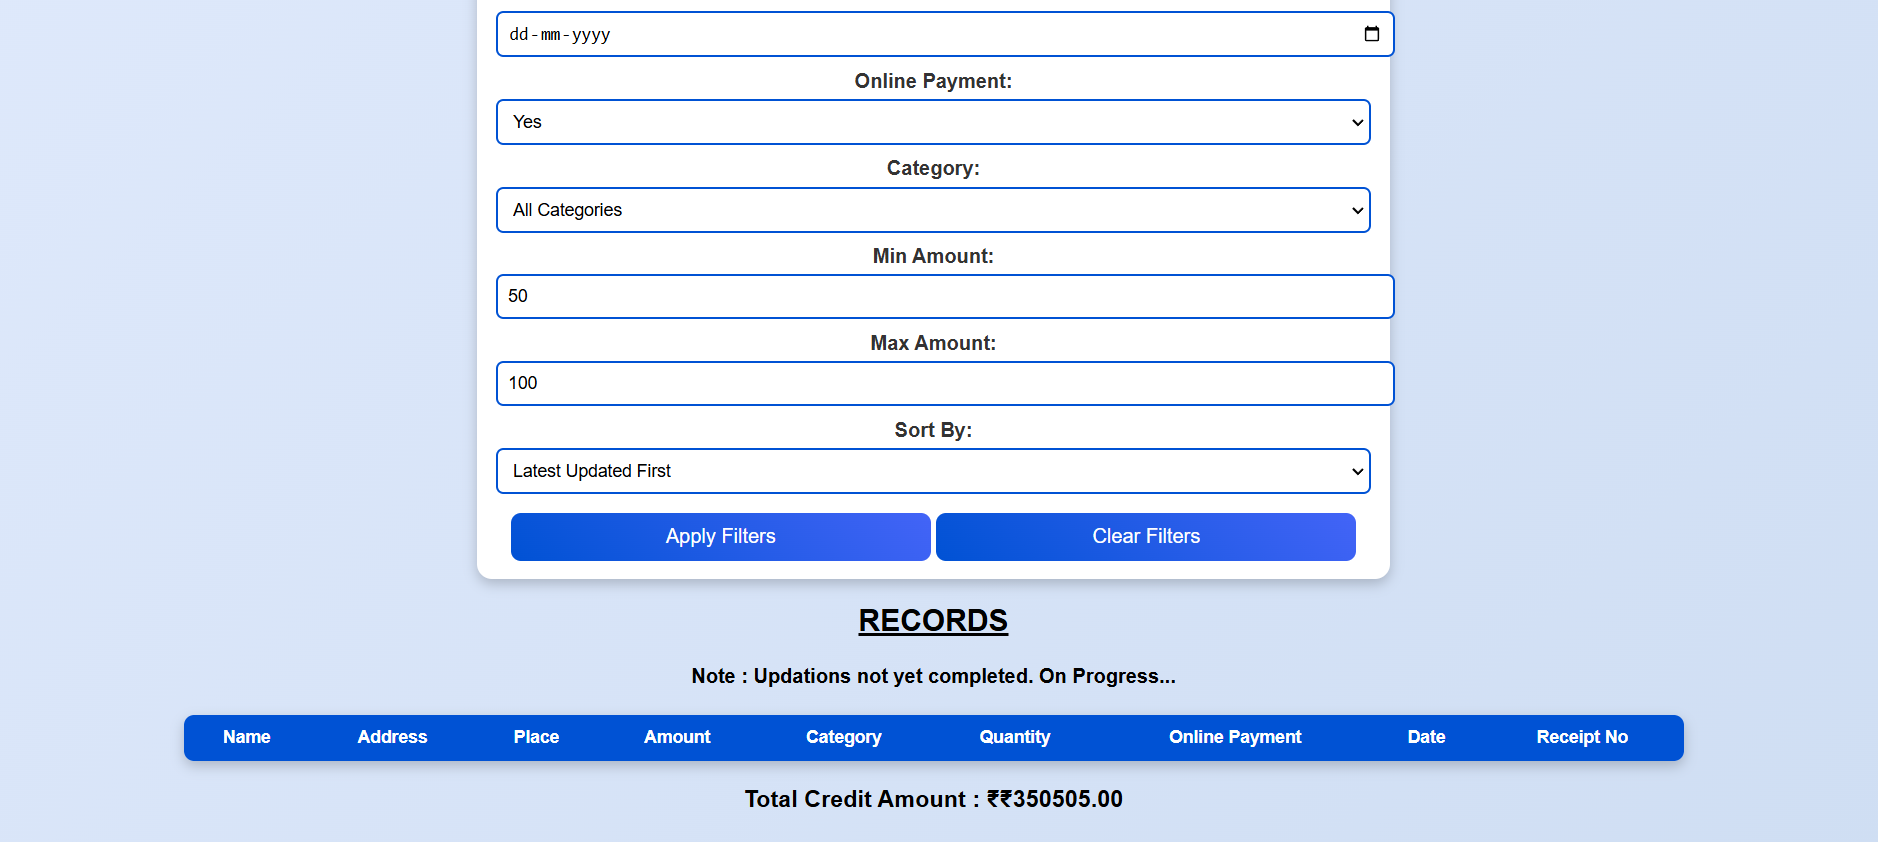 dd-mm-yyyy
Online Payment:
Yes
Category:
All Categories
Min Amount:
50
Max Amount:
100
Sort By:
Latest Updated First
Apply Filters Clear Filters
RECORDS
Note : Updations not yet completed. On Progress...
Name Address Place Amount Category Quantity Online Payment Date Receipt No
Total Credit Amount : ₹₹350505.00